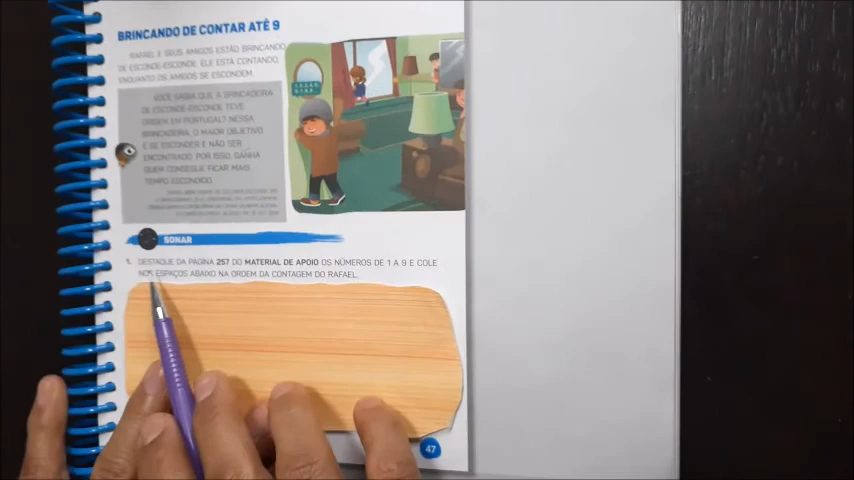 BRINCANDO DE CONTAR ATÉ 9
RAFAEL E SEUS AMIGOS ESTÃO BRINCANDO
DE ESCONDE-ESCONDE. ELE ESTÁ CONTANDO,
ENQUANTO OS AMIGOS SE ESCONDEM.
VOCÊ SABIA QUE A BRINCADEIRA
DE ESCONDE-ESCONDE TEVE
ORIGEM EM PORTUGAL? NESSA
BRINCADEIRA, O MAIOR OBJETIVO
É SE ESCONDER E NÃO SER
ENCONTRADO. POR ISSO, GANHA
QUEM CONSEGUE FICAR MAIS
TEMPO ESCONDIDO.
SONAR
1. DESTAQUE DA PÁGINA 257 DO MATERIAL DE APOIO OS NÚMEROS DE 1 A 9 E COLE
NOS ESPAÇOS ABAIXO NA ORDEM DA CONTAGEM DO RAFAEL.
47